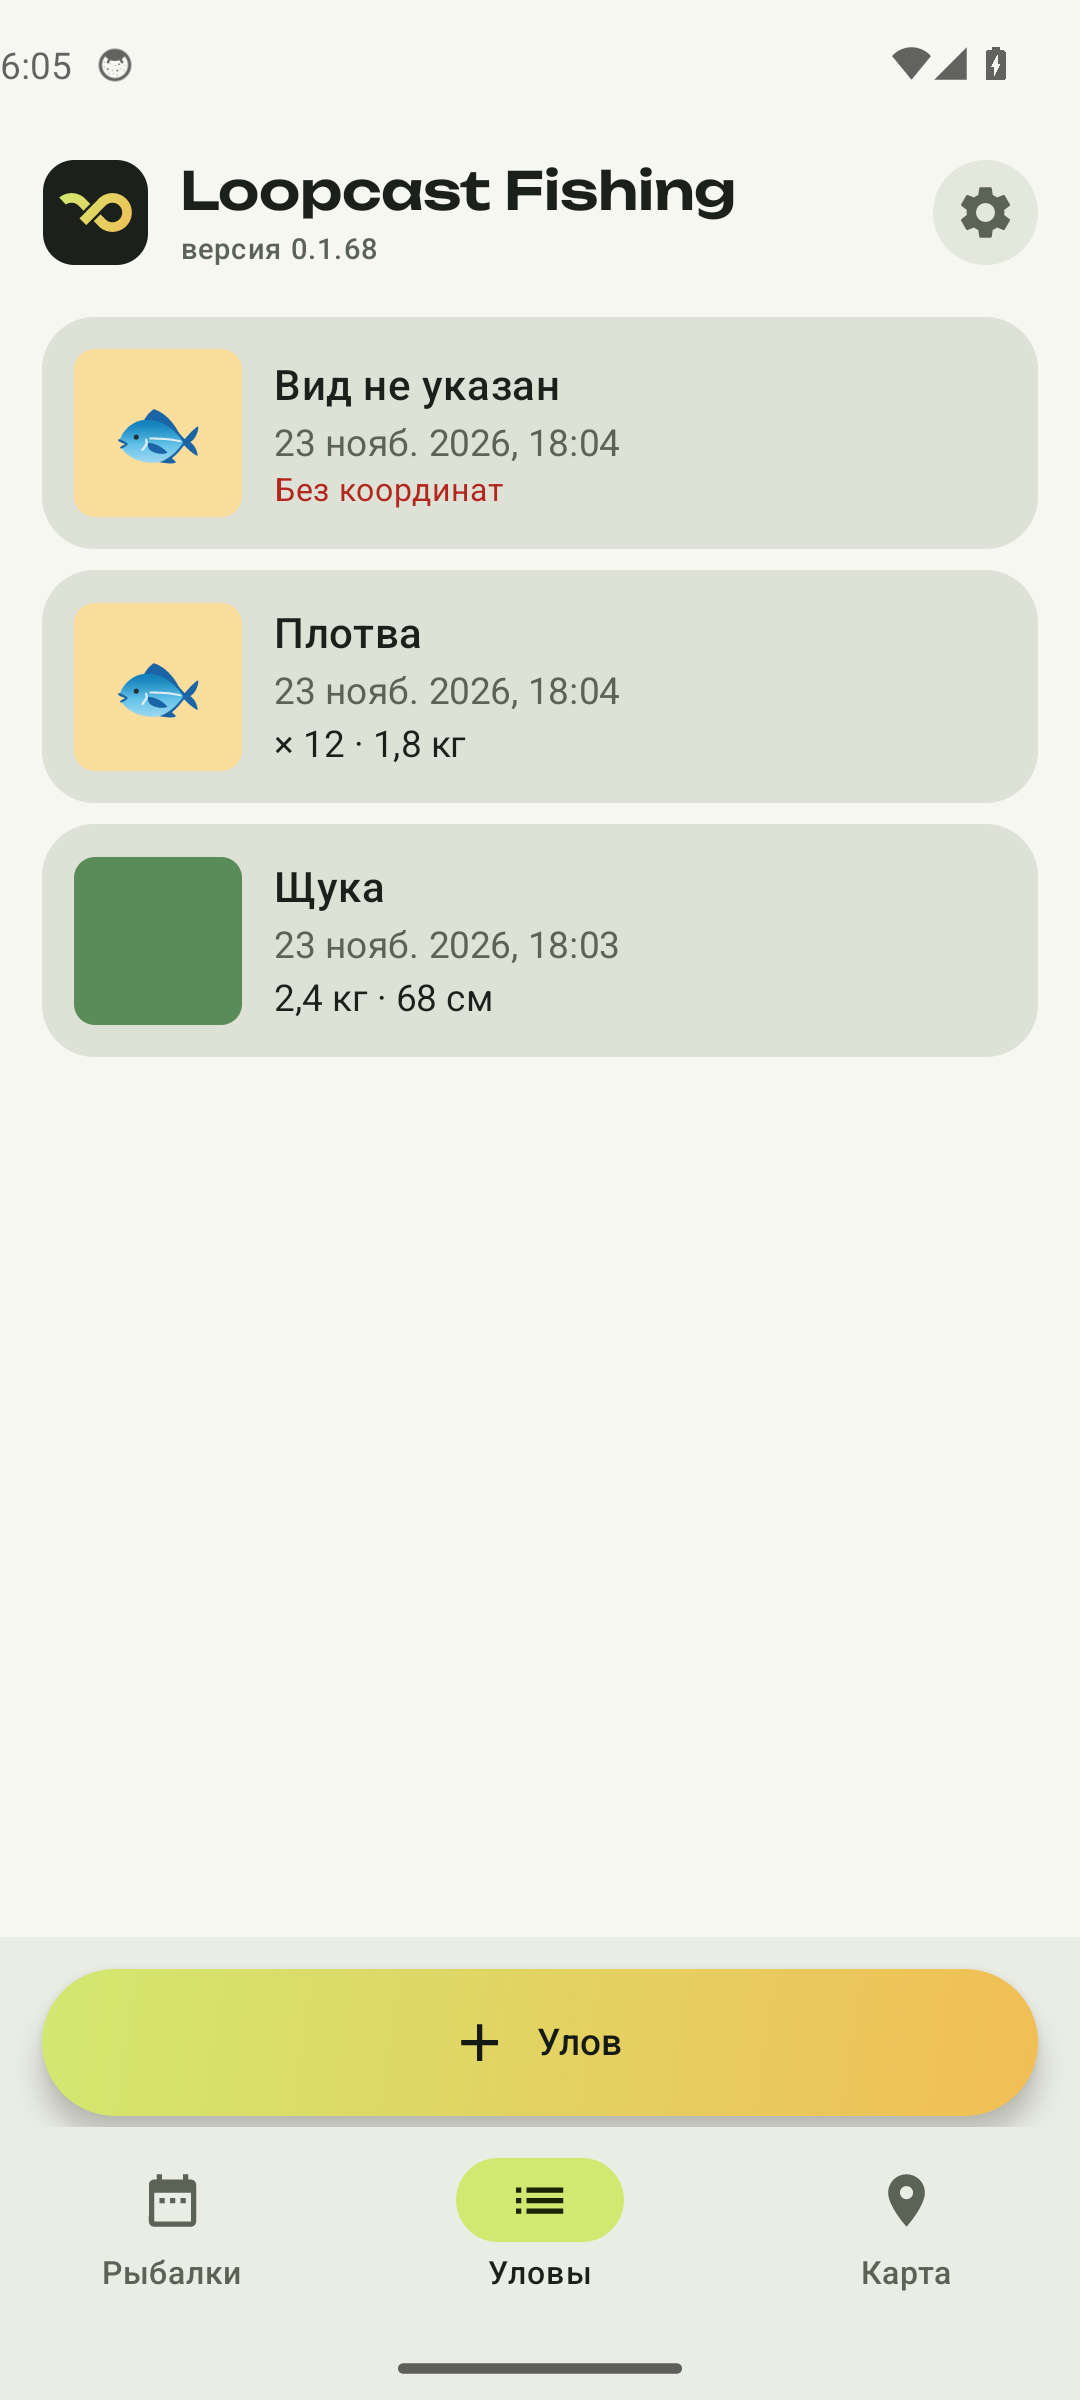 6:05
Loopcast Fishing
версия 0.1.68
Вид не указан
23 нояб. 2026, 18:04
Без координат
Плотва
23 нояб. 2026, 18:04
× 12 · 1,8 кг
Щука
23 нояб. 2026, 18:03
2,4 кг · 68 см
+ Улов
Рыбалки
Уловы
Карта